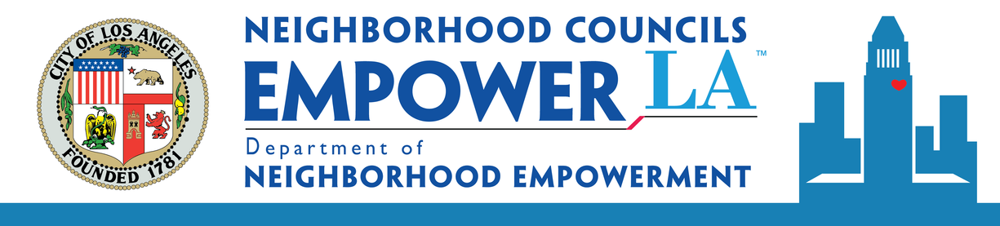 CITY OF LOS ANGELES
FOUNDED 1781
NEIGHBORHOOD COUNCILS
EMPOWER LA™
Department of
NEIGHBORHOOD EMPOWERMENT